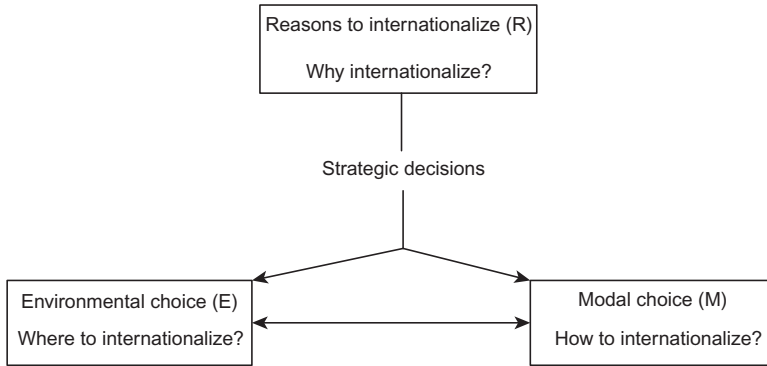 Reasons to internationalize (R)
Why internationalize?
Strategic decisions
Environmental choice (E)
Where to internationalize?
Modal choice (M)
How to internationalize?